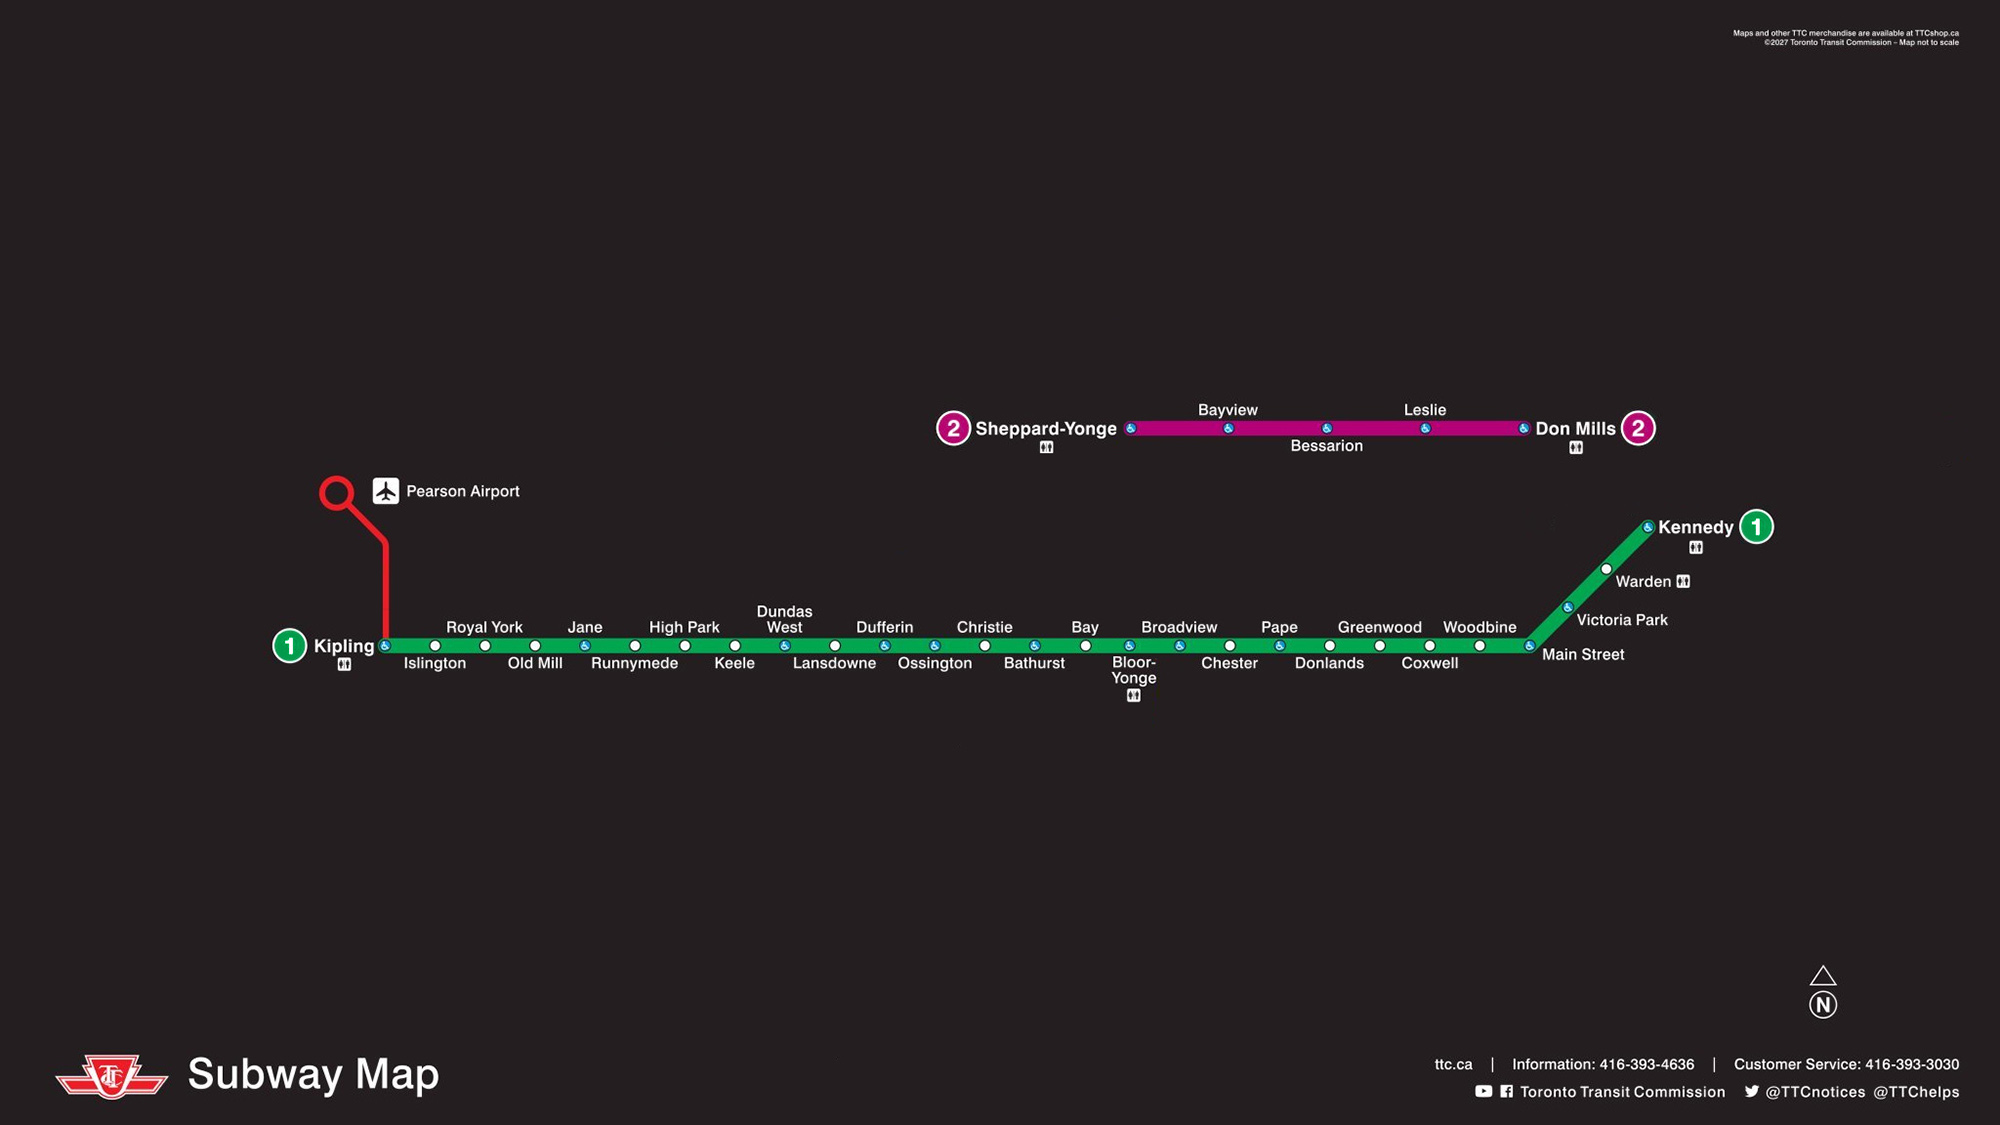 Maps and other TTC merchandise are available at TTCshop.ca
©2027 Toronto Transit Commission – Map not to scale
Bayview
Leslie
2 Sheppard-Yonge
Don Mills 2
Bessarion
Pearson Airport
Kennedy 1
Warden
Victoria Park
Dundas
West
Royal York
Jane
High Park
Dufferin
Christie
Bay
Broadview
Pape
Greenwood
Woodbine
1 Kipling
Main Street
Islington
Old Mill
Runnymede
Keele
Lansdowne
Ossington
Bathurst
Bloor-
Yonge
Chester
Donlands
Coxwell
N
TTC
Subway Map
ttc.ca | Information: 416-393-4636 | Customer Service: 416-393-3030
Toronto Transit Commission @TTCnotices @TTChelps